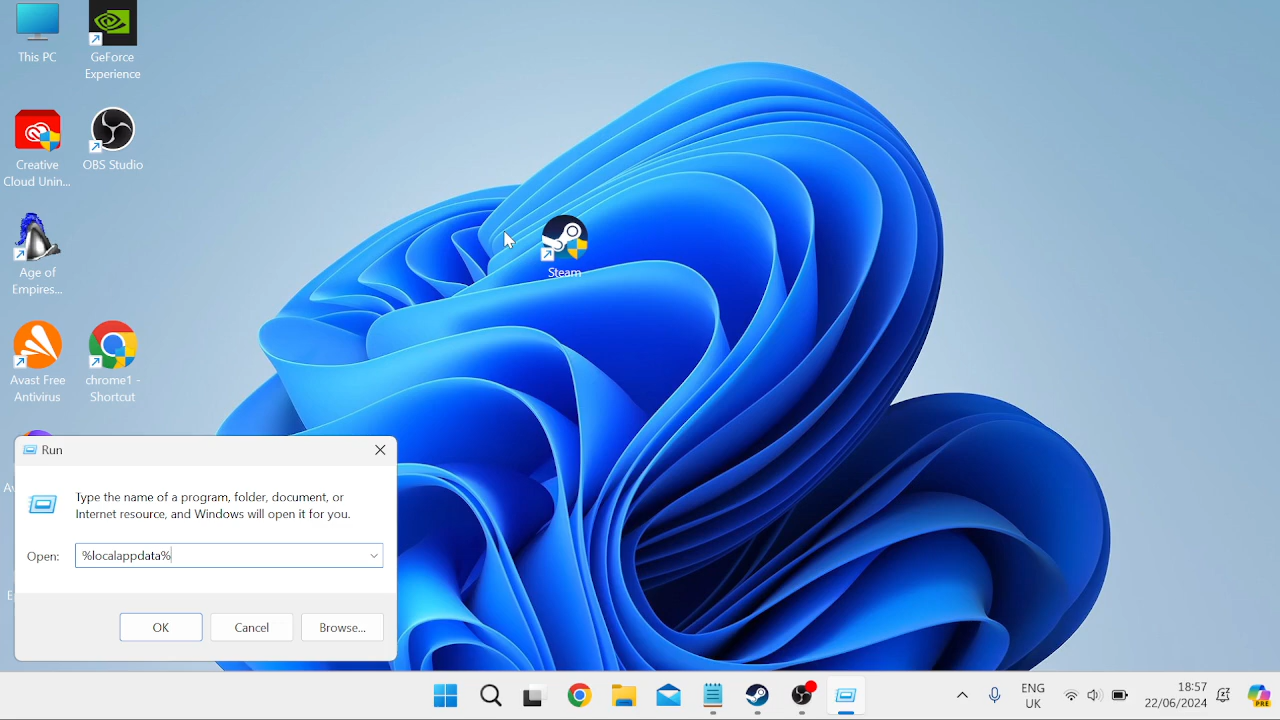 This PC
GeForce
Experience
Creative
Cloud Unin...
OBS Studio
Age of
Empires...
Steam
Avast Free
Antivirus
chrome1 -
Shortcut
Run
Type the name of a program, folder, document, or
Internet resource, and Windows will open it for you.
Open:
%localappdata%
OK
Cancel
Browse...
ENG
UK
18:57
22/06/2024
PRE